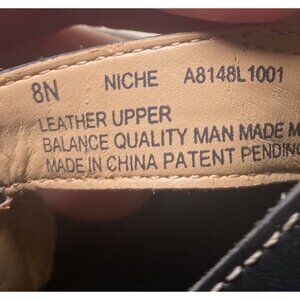 8N NICHE A8148L1001
LEATHER UPPER
BALANCE QUALITY MAN MADE M
MADE IN CHINA PATENT PENDING